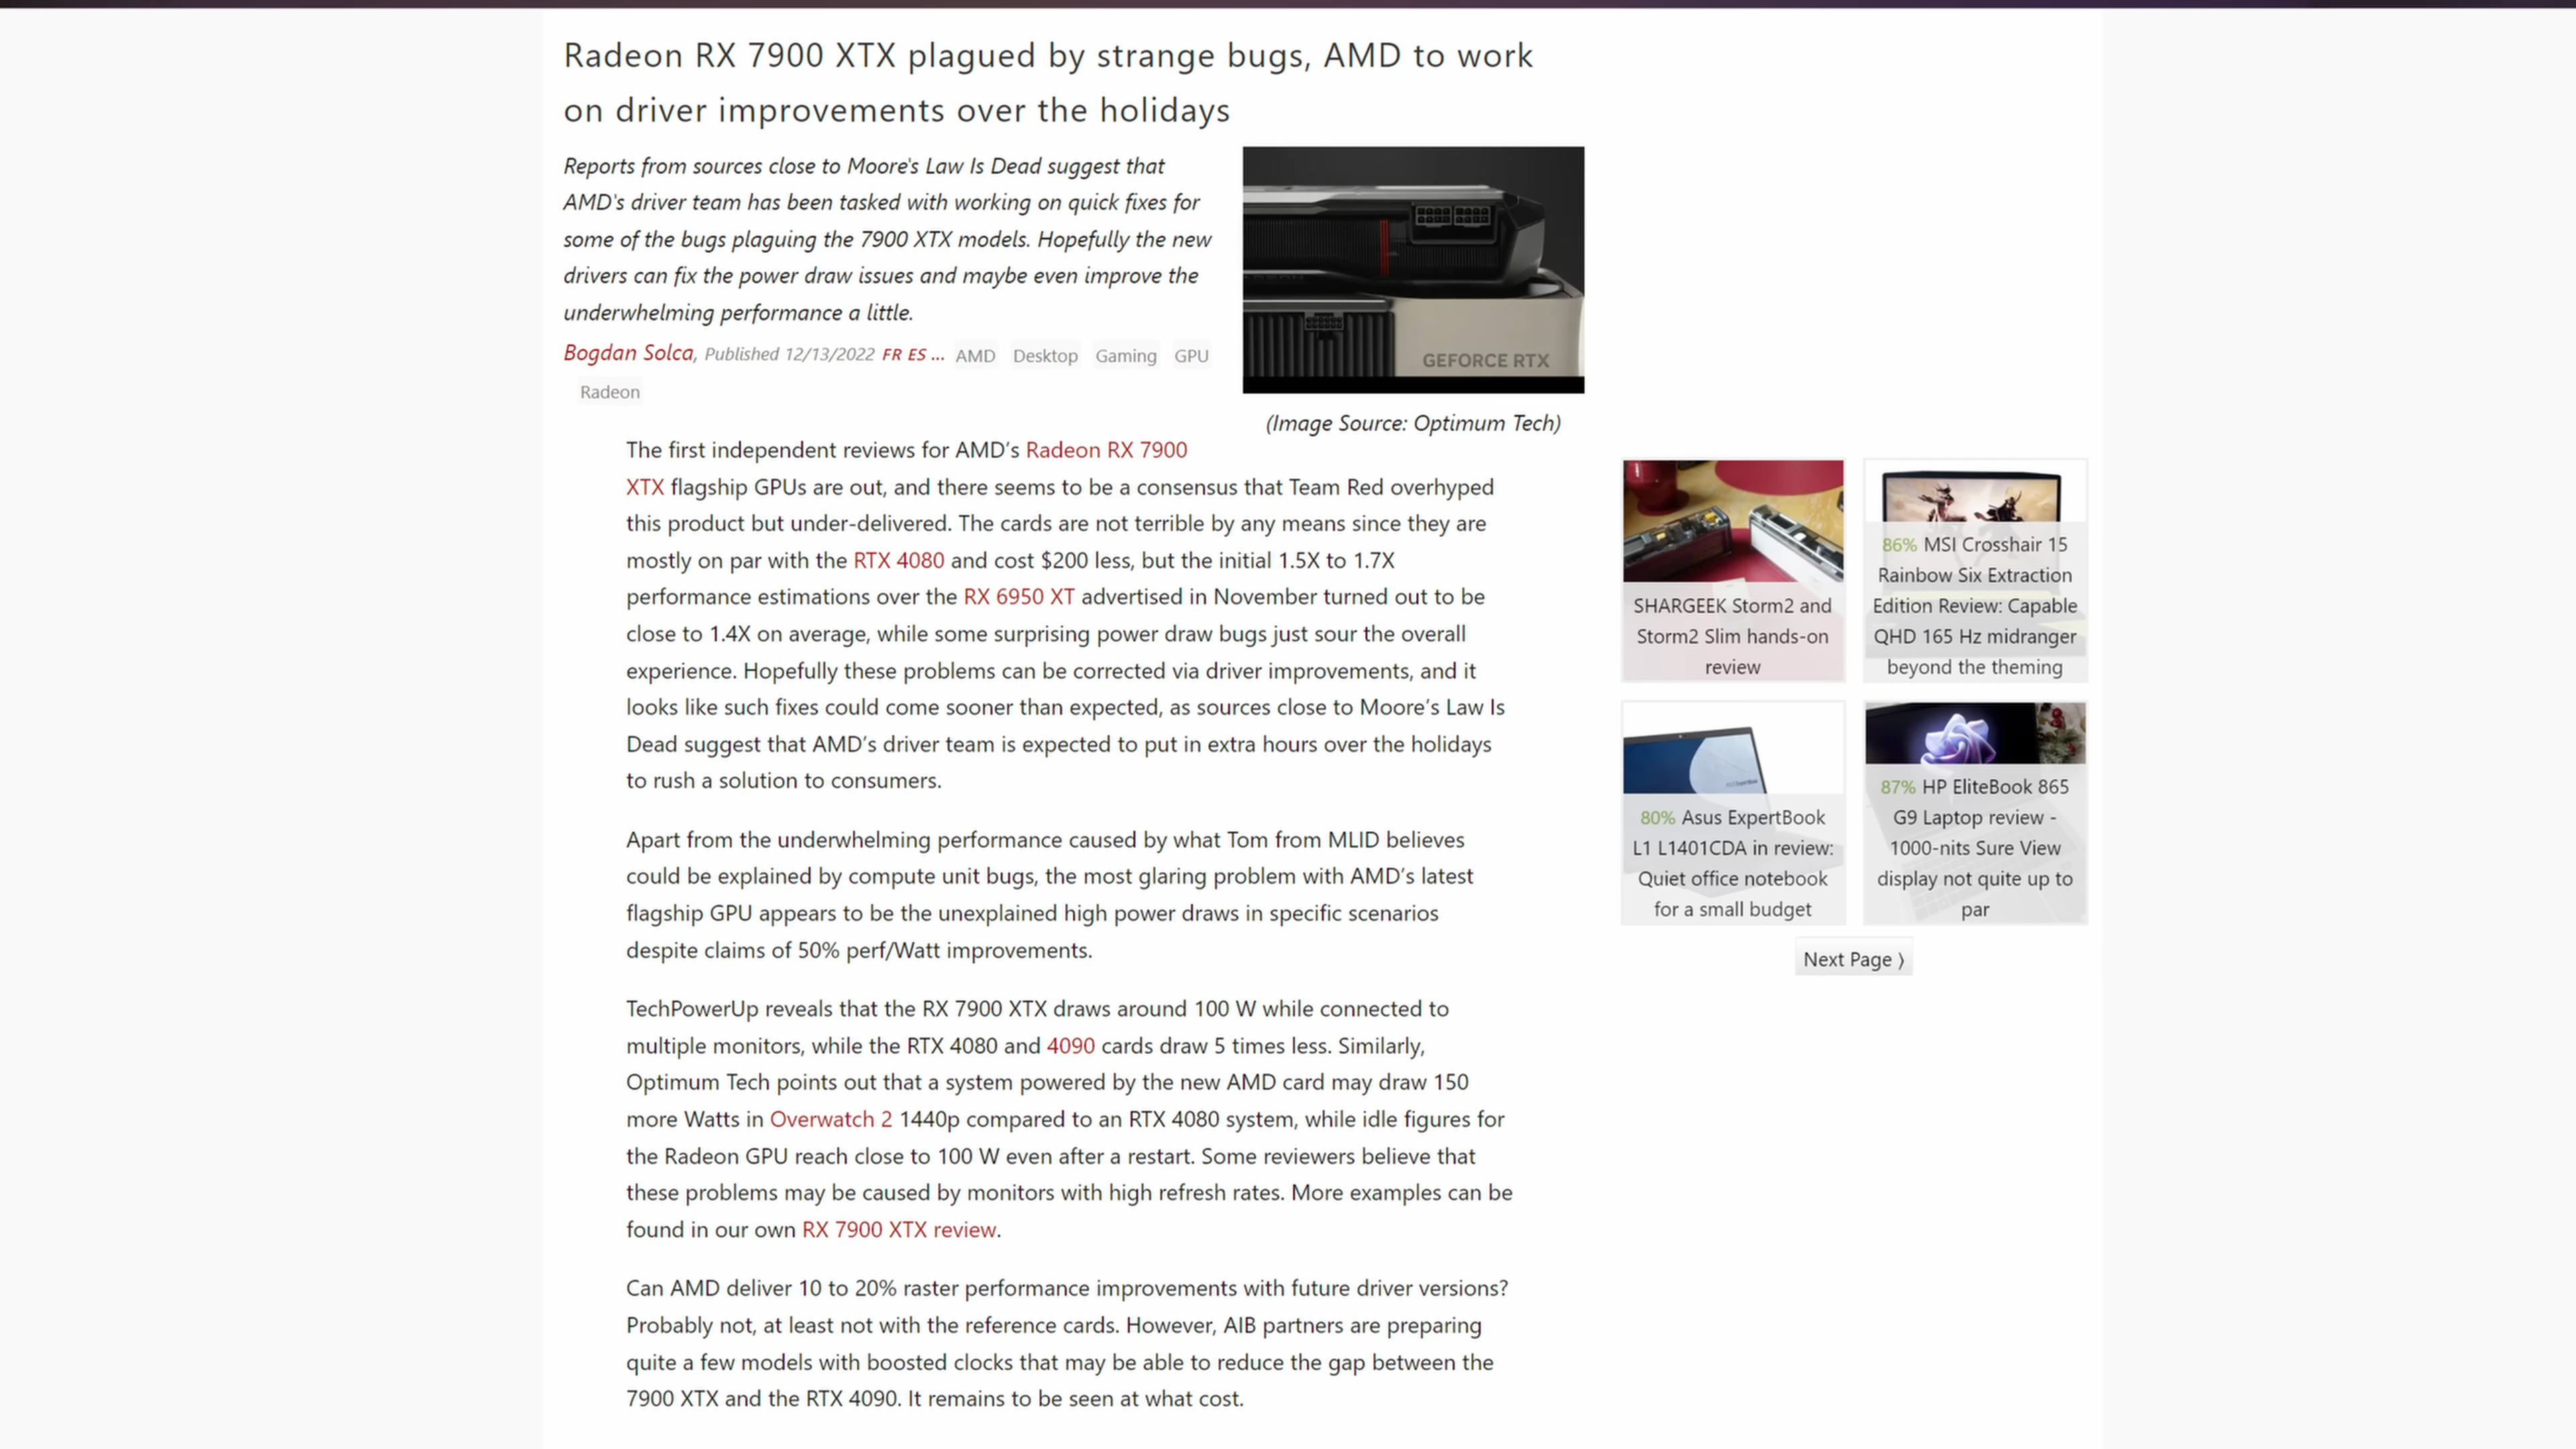 Radeon RX 7900 XTX plagued by strange bugs, AMD to work
on driver improvements over the holidays
Reports from sources close to Moore's Law Is Dead suggest that
AMD's driver team has been tasked with working on quick fixes for
some of the bugs plaguing the 7900 XTX models. Hopefully the new
drivers can fix the power draw issues and maybe even improve the
underwhelming performance a little.
Bogdan Solca, Published 12/13/2022 FR ES ... AMD Desktop Gaming GPU
Radeon
GEFORCE RTX
(Image Source: Optimum Tech)
The first independent reviews for AMD’s Radeon RX 7900
XTX flagship GPUs are out, and there seems to be a consensus that Team Red overhyped
this product but under-delivered. The cards are not terrible by any means since they are
mostly on par with the RTX 4080 and cost $200 less, but the initial 1.5X to 1.7X
performance estimations over the RX 6950 XT advertised in November turned out to be
close to 1.4X on average, while some surprising power draw bugs just sour the overall
experience. Hopefully these problems can be corrected via driver improvements, and it
looks like such fixes could come sooner than expected, as sources close to Moore’s Law Is
Dead suggest that AMD’s driver team is expected to put in extra hours over the holidays
to rush a solution to consumers.
Apart from the underwhelming performance caused by what Tom from MLID believes
could be explained by compute unit bugs, the most glaring problem with AMD’s latest
flagship GPU appears to be the unexplained high power draws in specific scenarios
despite claims of 50% perf/Watt improvements.
TechPowerUp reveals that the RX 7900 XTX draws around 100 W while connected to
multiple monitors, while the RTX 4080 and 4090 cards draw 5 times less. Similarly,
Optimum Tech points out that a system powered by the new AMD card may draw 150
more Watts in Overwatch 2 1440p compared to an RTX 4080 system, while idle figures for
the Radeon GPU reach close to 100 W even after a restart. Some reviewers believe that
these problems may be caused by monitors with high refresh rates. More examples can be
found in our own RX 7900 XTX review.
Can AMD deliver 10 to 20% raster performance improvements with future driver versions?
Probably not, at least not with the reference cards. However, AIB partners are preparing
quite a few models with boosted clocks that may be able to reduce the gap between the
7900 XTX and the RTX 4090. It remains to be seen at what cost.
SHARGEEK Storm2 and
Storm2 Slim hands-on
review
86% MSI Crosshair 15
Rainbow Six Extraction
Edition Review: Capable
QHD 165 Hz midranger
beyond the theming
80% Asus ExpertBook
L1 L1401CDA in review:
Quiet office notebook
for a small budget
87% HP EliteBook 865
G9 Laptop review -
1000-nits Sure View
display not quite up to
par
Next Page ⟩